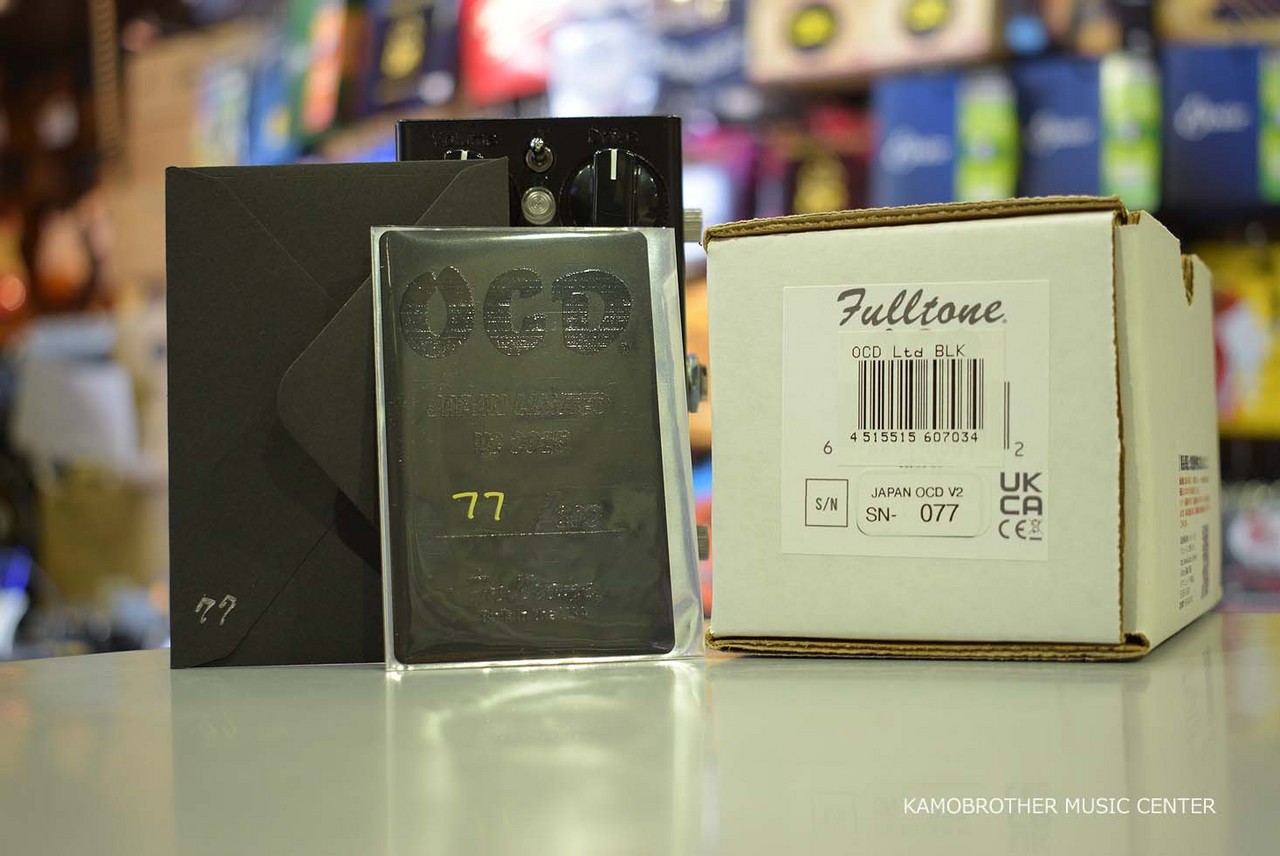 Volume
Drive
OCD
JAPAN LIMITED
77
77
Fulltone
OCD Ltd BLK
6
4 515515 607034
2
S/N
JAPAN OCD V2
SN- 077
UK
CA
CE
KAMOBROTHER MUSIC CENTER